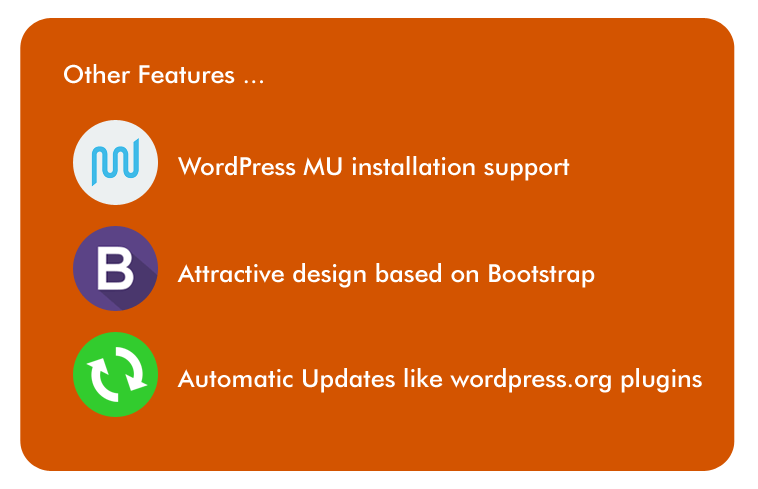 Other Features ...
WordPress MU installation support
B
Attractive design based on Bootstrap
Automatic Updates like wordpress.org plugins